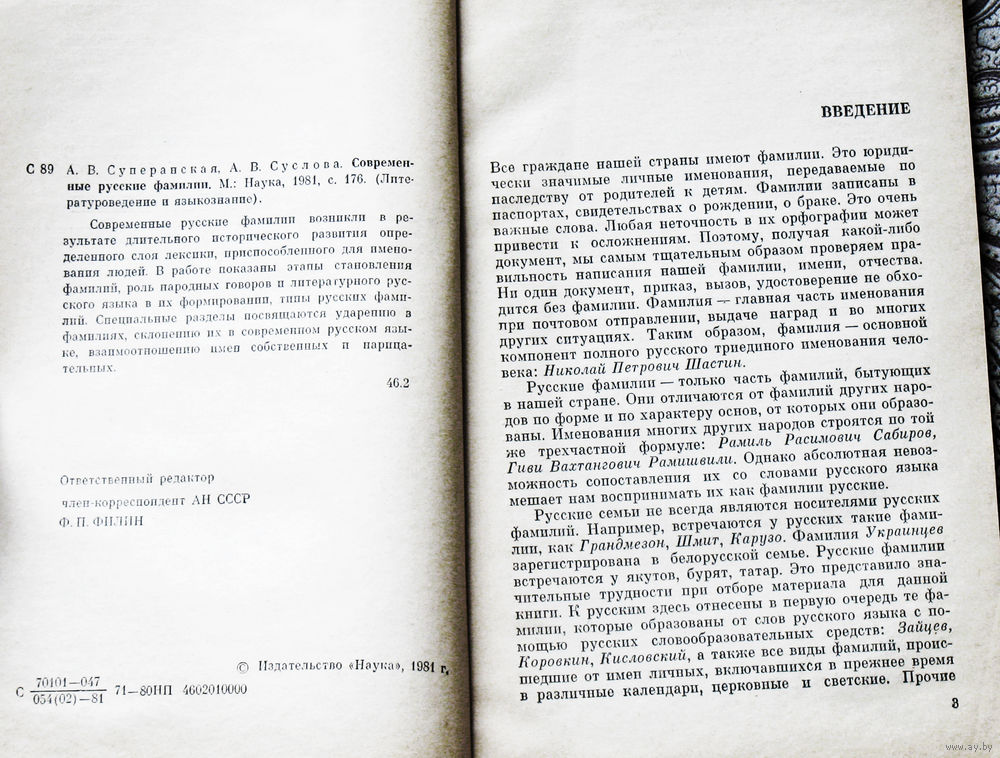 С 89 А. В. Суперанская, А. В. Суслова. Современ-
ные русские фамилии. М.: Наука, 1981, с. 176. (Лите-
ратуроведение и языкознание).
Современные русские фамилии возникли в ре-
зультате длительного исторического развития опре-
деленного слоя лексики, приспособленного для имено-
вания людей. В работе показаны этапы становления
фамилий, роль народных говоров и литературного рус-
ского языка в их формировании, типы русских фами-
лий. Специальные разделы посвящаются ударению в
фамилиях, склонению их в современном русском язы-
ке, взаимоотношению имен собственных и нарица-
тельных.
46.2
Ответственный редактор
член-корреспондент АН СССР
Ф. П. ФИЛИН
© Издательство «Наука», 1981 г.
С 70101—047
054(02)—81 71—80НП 4602010000
ВВЕДЕНИЕ
Все граждане нашей страны имеют фамилии. Это юриди-
чески значимые личные именования, передаваемые по
наследству от родителей к детям. Фамилии записаны в
паспортах, свидетельствах о рождении, о браке. Это очень
важные слова. Любая неточность в их орфографии может
привести к осложнениям. Поэтому, получая какой-либо
документ, мы самым тщательным образом проверяем пра-
вильность написания нашей фамилии, имени, отчества.
Ни один документ, приказ, вызов, удостоверение не обхо-
дится без фамилии. Фамилия — главная часть именования
при почтовом отправлении, выдаче наград и во многих
других ситуациях. Таким образом, фамилия — основной
компонент полного русского триединого именования чело-
века: Николай Петрович Шастин.
Русские фамилии — только часть фамилий, бытующих
в нашей стране. Они отличаются от фамилий других наро-
дов по форме и по характеру основ, от которых они образо-
ваны. Именования многих других народов строятся по той
же трехчастной формуле: Рамиль Расимович Сабиров,
Гиви Вахтангович Рамишвили. Однако абсолютная невоз-
можность сопоставления их со словами русского языка
мешает нам воспринимать их как фамилии русские.
Русские семьи не всегда являются носителями русских
фамилий. Например, встречаются у русских такие фами-
лии, как Грандмезон, Шмит, Карузо. Фамилия Украинцев
зарегистрирована в белорусской семье. Русские фамилии
встречаются у якутов, бурят, татар. Это представило зна-
чительные трудности при отборе материала для данной
книги. К русским здесь отнесены в первую очередь те фа-
милии, которые образованы от слов русского языка с по-
мощью русских словообразовательных средств: Зайцев,
Коровкин, Кисловский, а также все виды фамилий, проис-
шедшие от имен личных, включавшихся в прежнее время
в различные календари, церковные и светские. Прочие
3
www.ay.by